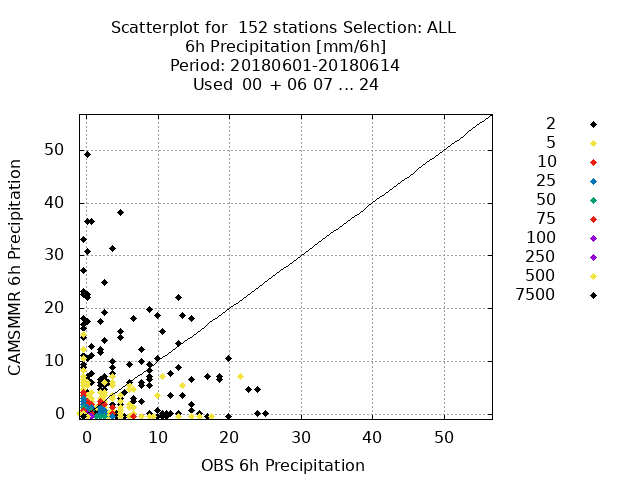 Scatterplot for  152 stations Selection: ALL
6h Precipitation [mm/6h]
Period: 20180601-20180614
Used  00  + 06 07 ... 24
CAMSMMR 6h Precipitation
50
40
30
20
10
0
0 10 20 30 40 50
OBS 6h Precipitation
2
5
10
25
50
75
100
250
500
7500